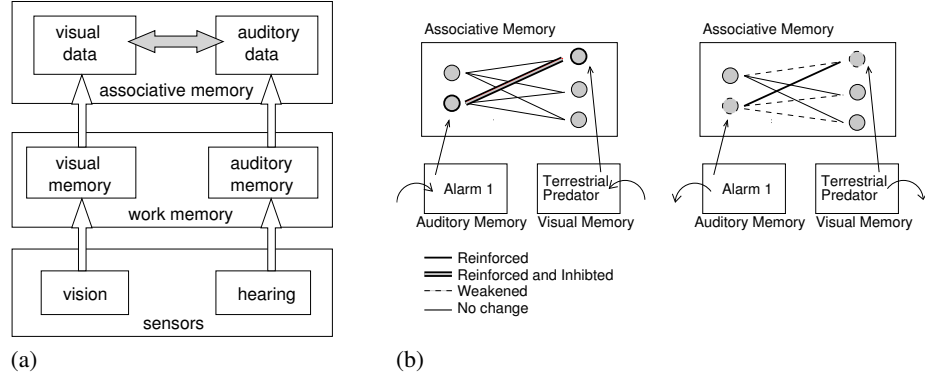 visual
data
auditory
data
associative memory
visual
memory
auditory
memory
work memory
vision
hearing
sensors
(a)
Associative Memory
Alarm 1
Terrestrial
Predator
Auditory Memory
Visual Memory
Associative Memory
Alarm 1
Terrestrial
Predator
Auditory Memory
Visual Memory
Reinforced
Reinforced and Inhibted
Weakened
No change
(b)